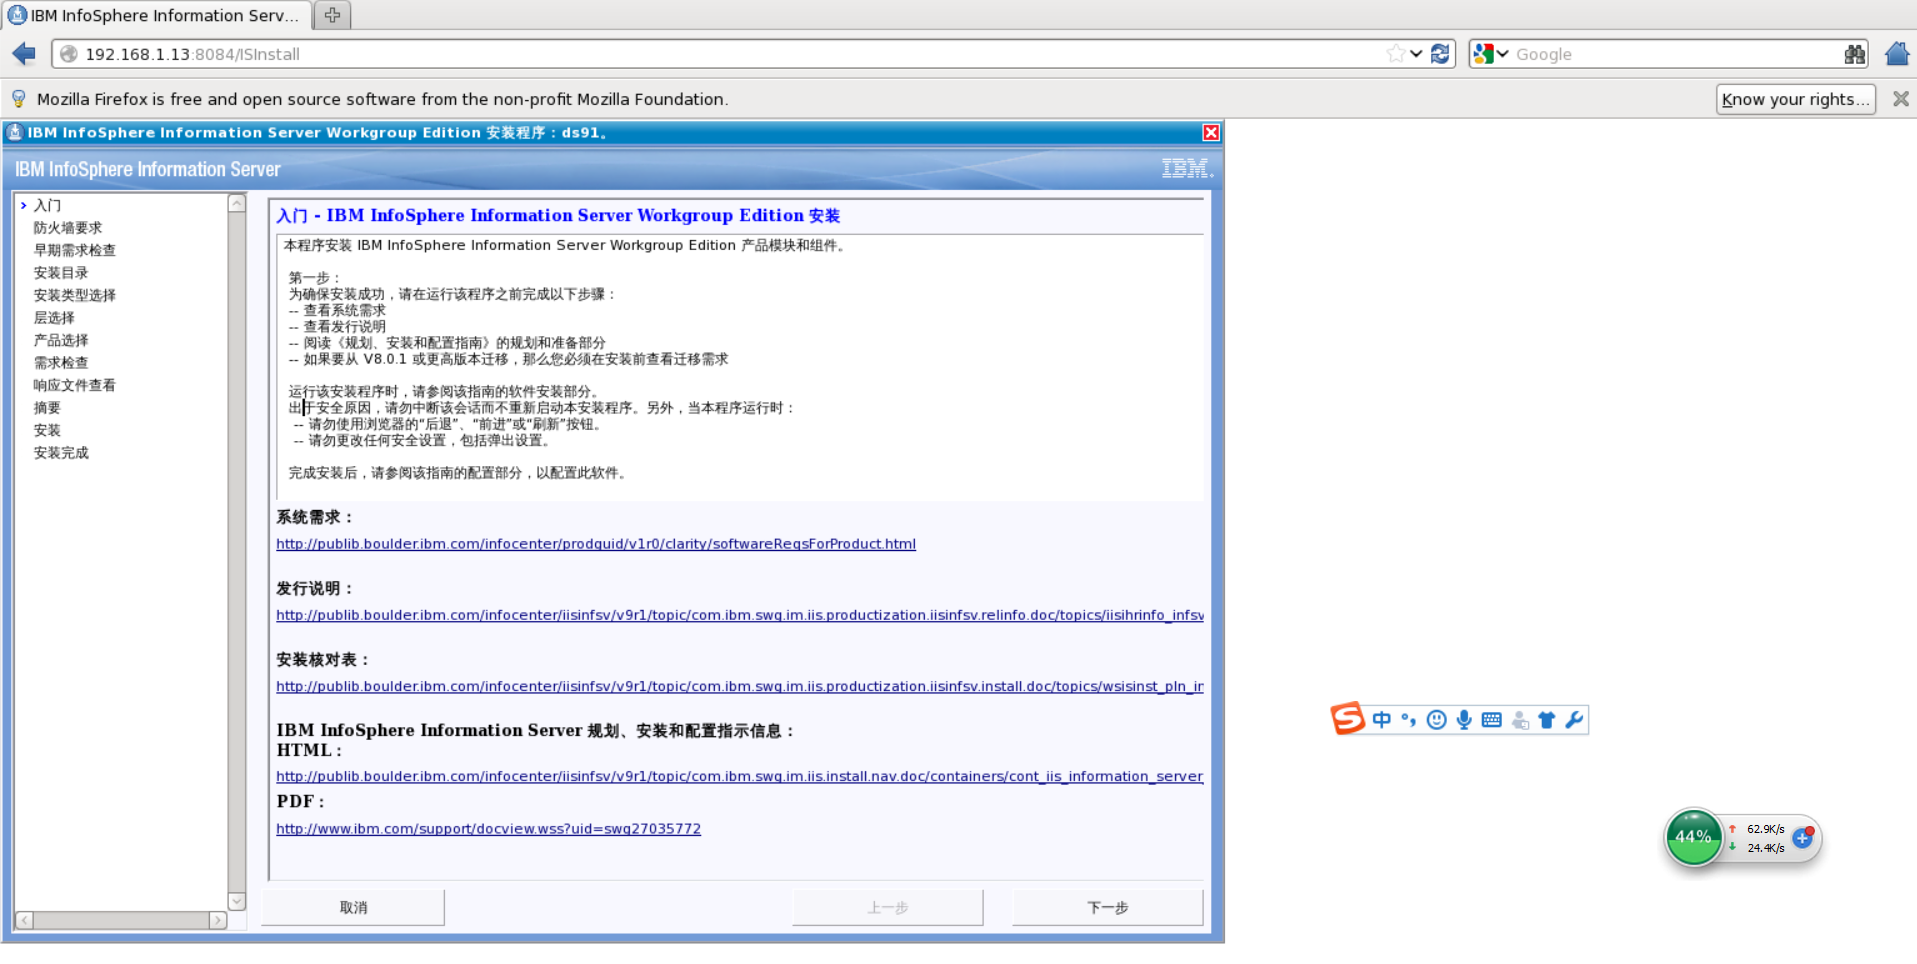 IBM InfoSphere Information Serv...
192.168.1.13:8084/ISInstall
Google
Mozilla Firefox is free and open source software from the non-profit Mozilla Foundation.
Know your rights...
IBM InfoSphere Information Server Workgroup Edition 安装程序：ds91。
IBM InfoSphere Information Server
IBM.
入门
防火墙要求
早期需求检查
安装目录
安装类型选择
层选择
产品选择
需求检查
响应文件查看
摘要
安装
安装完成
入门 - IBM InfoSphere Information Server Workgroup Edition 安装
本程序安装 IBM InfoSphere Information Server Workgroup Edition 产品模块和组件。
第一步：
为确保安装成功，请在运行该程序之前完成以下步骤：
-- 查看系统需求
-- 查看发行说明
-- 阅读《规划、安装和配置指南》的规划和准备部分
-- 如果要从 V8.0.1 或更高版本迁移，那么您必须在安装前查看迁移需求
运行该安装程序时，请参阅该指南的软件安装部分。
出于安全原因，请勿中断该会话而不重新启动本安装程序。另外，当本程序运行时：
-- 请勿使用浏览器的“后退”、“前进”或“刷新”按钮。
-- 请勿更改任何安全设置，包括弹出设置。
完成安装后，请参阅该指南的配置部分，以配置此软件。
系统需求：
http://publib.boulder.ibm.com/infocenter/prodguid/v1r0/clarity/softwareReqsForProduct.html
发行说明：
http://publib.boulder.ibm.com/infocenter/iisinfsv/v9r1/topic/com.ibm.swg.im.iis.productization.iisinfsv.relinfo.doc/topics/iisihrinfo_infsv
安装核对表：
http://publib.boulder.ibm.com/infocenter/iisinfsv/v9r1/topic/com.ibm.swg.im.iis.productization.iisinfsv.install.doc/topics/wsisinst_pln_in
IBM InfoSphere Information Server 规划、安装和配置指示信息：
HTML：
http://publib.boulder.ibm.com/infocenter/iisinfsv/v9r1/topic/com.ibm.swg.im.iis.install.nav.doc/containers/cont_iis_information_server_
PDF：
http://www.ibm.com/support/docview.wss?uid=swg27035772
取消
上一步
下一步
S 中
44%
62.9K/s
24.4K/s